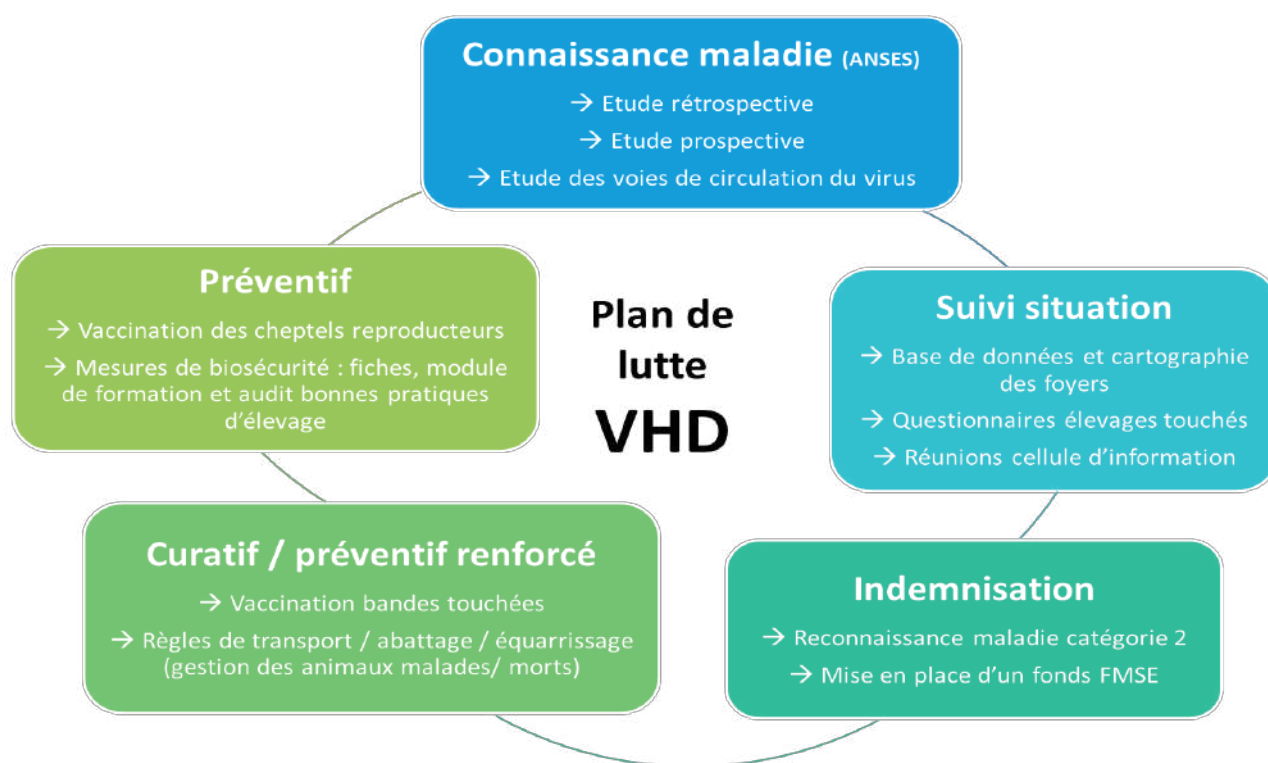 Connaissance maladie (ANSES)
→ Etude rétrospective
→ Etude prospective
→ Etude des voies de circulation du virus
Préventif
→ Vaccination des cheptels reproducteurs
→ Mesures de biosécurité : fiches, module
de formation et audit bonnes pratiques
d'élevage
Plan de
lutte
VHD
Suivi situation
→ Base de données et cartographie
des foyers
→ Questionnaires élevages touchés
→ Réunions cellule d'information
Curatif / préventif renforcé
→ Vaccination bandes touchées
→ Règles de transport / abattage / équarrissage
(gestion des animaux malades/ morts)
Indemnisation
→ Reconnaissance maladie catégorie 2
→ Mise en place d'un fonds FMSE